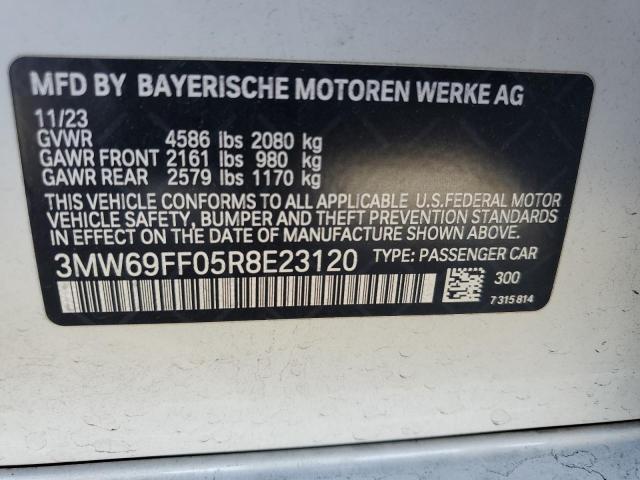 MFD BY BAYERISCHE MOTOREN WERKE AG
11/23
GVWR 4586 lbs 2080 kg
GAWR FRONT 2161 lbs 980 kg
GAWR REAR 2579 lbs 1170 kg
THIS VEHICLE CONFORMS TO ALL APPLICABLE U.S.FEDERAL MOTOR
VEHICLE SAFETY, BUMPER AND THEFT PREVENTION STANDARDS
IN EFFECT ON THE DATE OF MANUFACTURING SHOWN ABOVE.
3MW69FF05R8E23120 TYPE: PASSENGER CAR
300
7 315 814